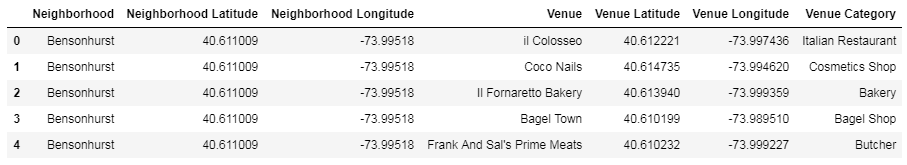 Neighborhood Neighborhood Latitude Neighborhood Longitude Venue Venue Latitude Venue Longitude Venue Category
0 Bensonhurst 40.611009 -73.99518 il Colosseo 40.612221 -73.997436 Italian Restaurant
1 Bensonhurst 40.611009 -73.99518 Coco Nails 40.614735 -73.994620 Cosmetics Shop
2 Bensonhurst 40.611009 -73.99518 Il Fornaretto Bakery 40.613940 -73.999359 Bakery
3 Bensonhurst 40.611009 -73.99518 Bagel Town 40.610199 -73.989510 Bagel Shop
4 Bensonhurst 40.611009 -73.99518 Frank And Sal's Prime Meats 40.610232 -73.999227 Butcher